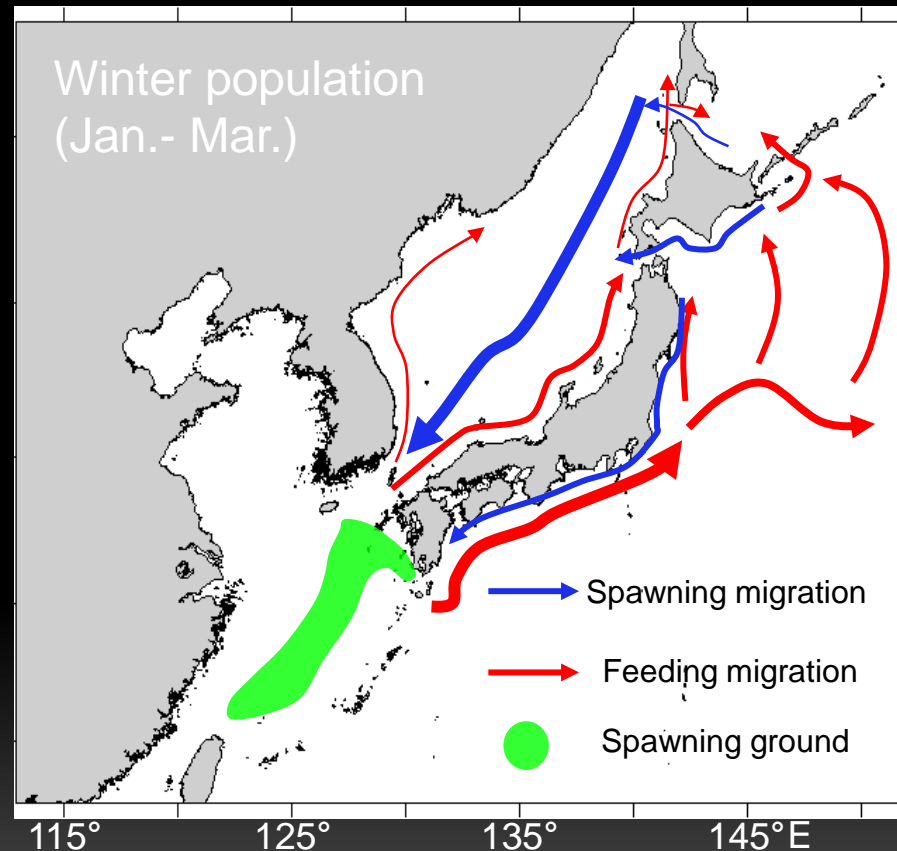 Winter population
(Jan.- Mar.)
Spawning migration
Feeding migration
Spawning ground
115° 125° 135° 145°E